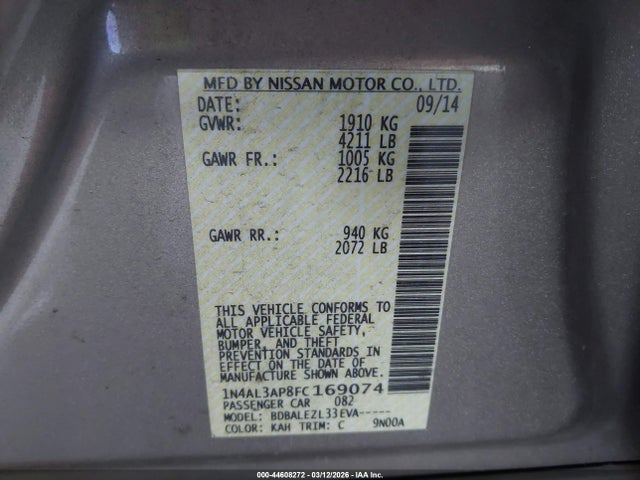 MFD BY NISSAN MOTOR CO., LTD.
DATE: 09/14
GVWR: 1910 KG
4211 LB
GAWR FR.: 1005 KG
2216 LB
GAWR RR.: 940 KG
2072 LB
THIS VEHICLE CONFORMS TO
ALL APPLICABLE FEDERAL
MOTOR VEHICLE SAFETY,
BUMPER, AND THEFT
PREVENTION STANDARDS IN
EFFECT ON THE DATE OF
MANUFACTURE SHOWN ABOVE.
1N4AL3AP8FC169074
PASSENGER CAR 082
MODEL: BDBALEZL33EVA-----
COLOR: KAH TRIM: C 9N00A
000-44608272 - 03/12/2026 - IAABUYERS